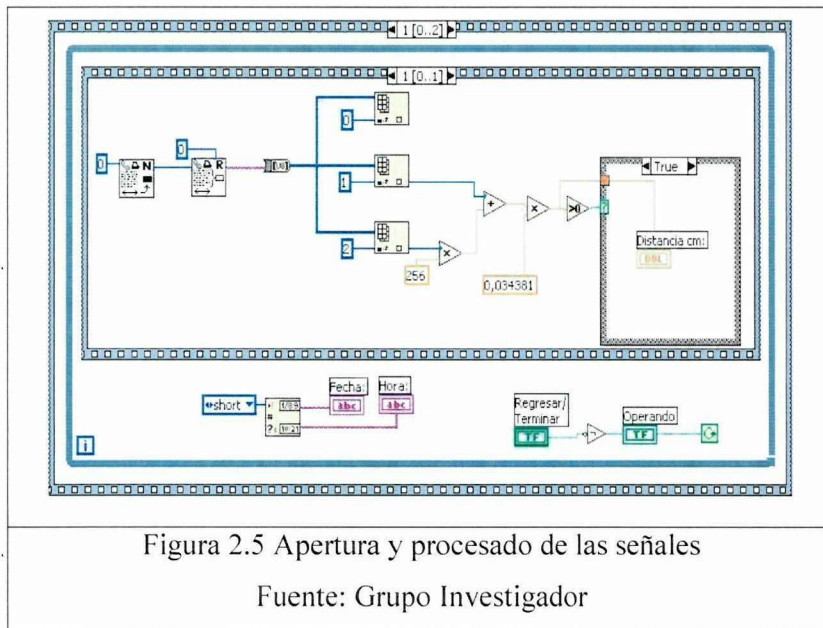 1 [0..2]
1 [0..1]
0
0
N
R
[U8]
0
1
2
256
+
x
x
0,034381
True
?
Distancia cm:
DBL
short
Fecha:
abc
Hora:
abc
Regresar/
Terminar
TF
Operando
TF
i
Figura 2.5 Apertura y procesado de las señales
Fuente: Grupo Investigador